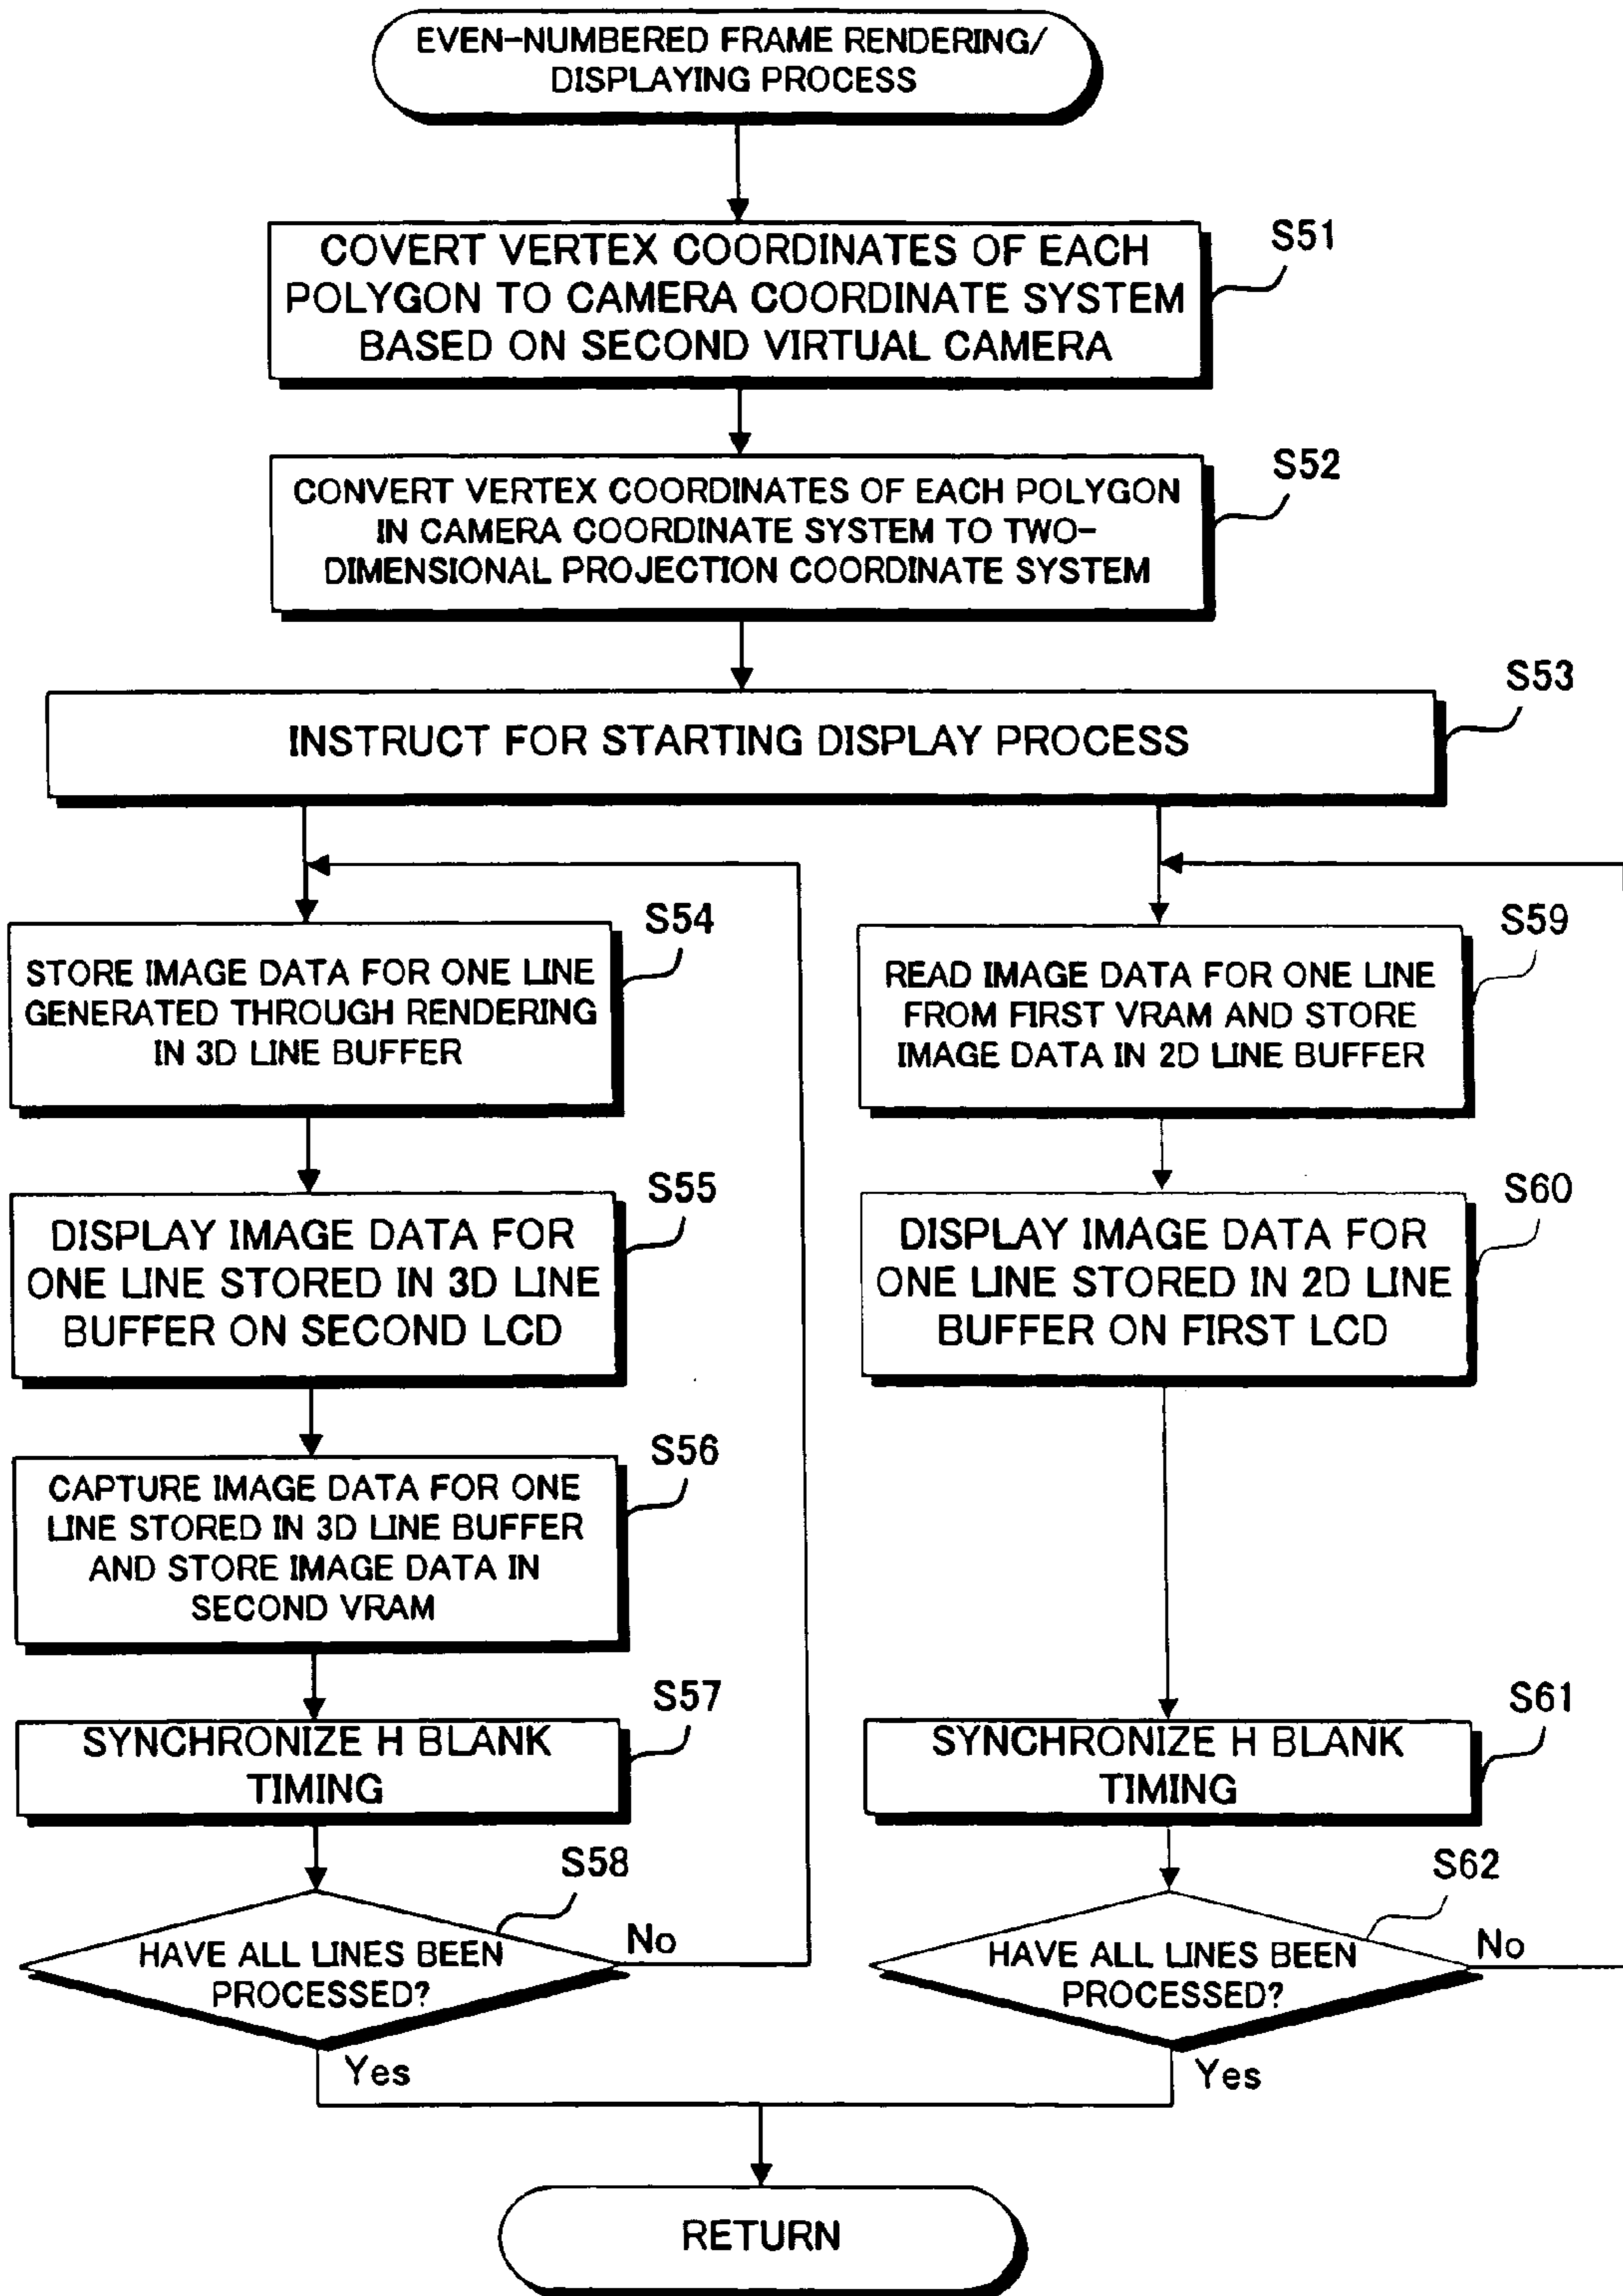 EVEN-NUMBERED FRAME RENDERING/
DISPLAYING PROCESS
S51
COVERT VERTEX COORDINATES OF EACH
POLYGON TO CAMERA COORDINATE SYSTEM
BASED ON SECOND VIRTUAL CAMERA
S52
CONVERT VERTEX COORDINATES OF EACH POLYGON
IN CAMERA COORDINATE SYSTEM TO TWO-
DIMENSIONAL PROJECTION COORDINATE SYSTEM
S53
INSTRUCT FOR STARTING DISPLAY PROCESS
S54
STORE IMAGE DATA FOR ONE LINE
GENERATED THROUGH RENDERING
IN 3D LINE BUFFER
S55
DISPLAY IMAGE DATA FOR
ONE LINE STORED IN 3D LINE
BUFFER ON SECOND LCD
S56
CAPTURE IMAGE DATA FOR ONE
LINE STORED IN 3D LINE BUFFER
AND STORE IMAGE DATA IN
SECOND VRAM
S57
SYNCHRONIZE H BLANK
TIMING
S58
HAVE ALL LINES BEEN
PROCESSED?
No
Yes
S59
READ IMAGE DATA FOR ONE LINE
FROM FIRST VRAM AND STORE
IMAGE DATA IN 2D LINE BUFFER
S60
DISPLAY IMAGE DATA FOR
ONE LINE STORED IN 2D LINE
BUFFER ON FIRST LCD
S61
SYNCHRONIZE H BLANK
TIMING
S62
HAVE ALL LINES BEEN
PROCESSED?
No
Yes
RETURN